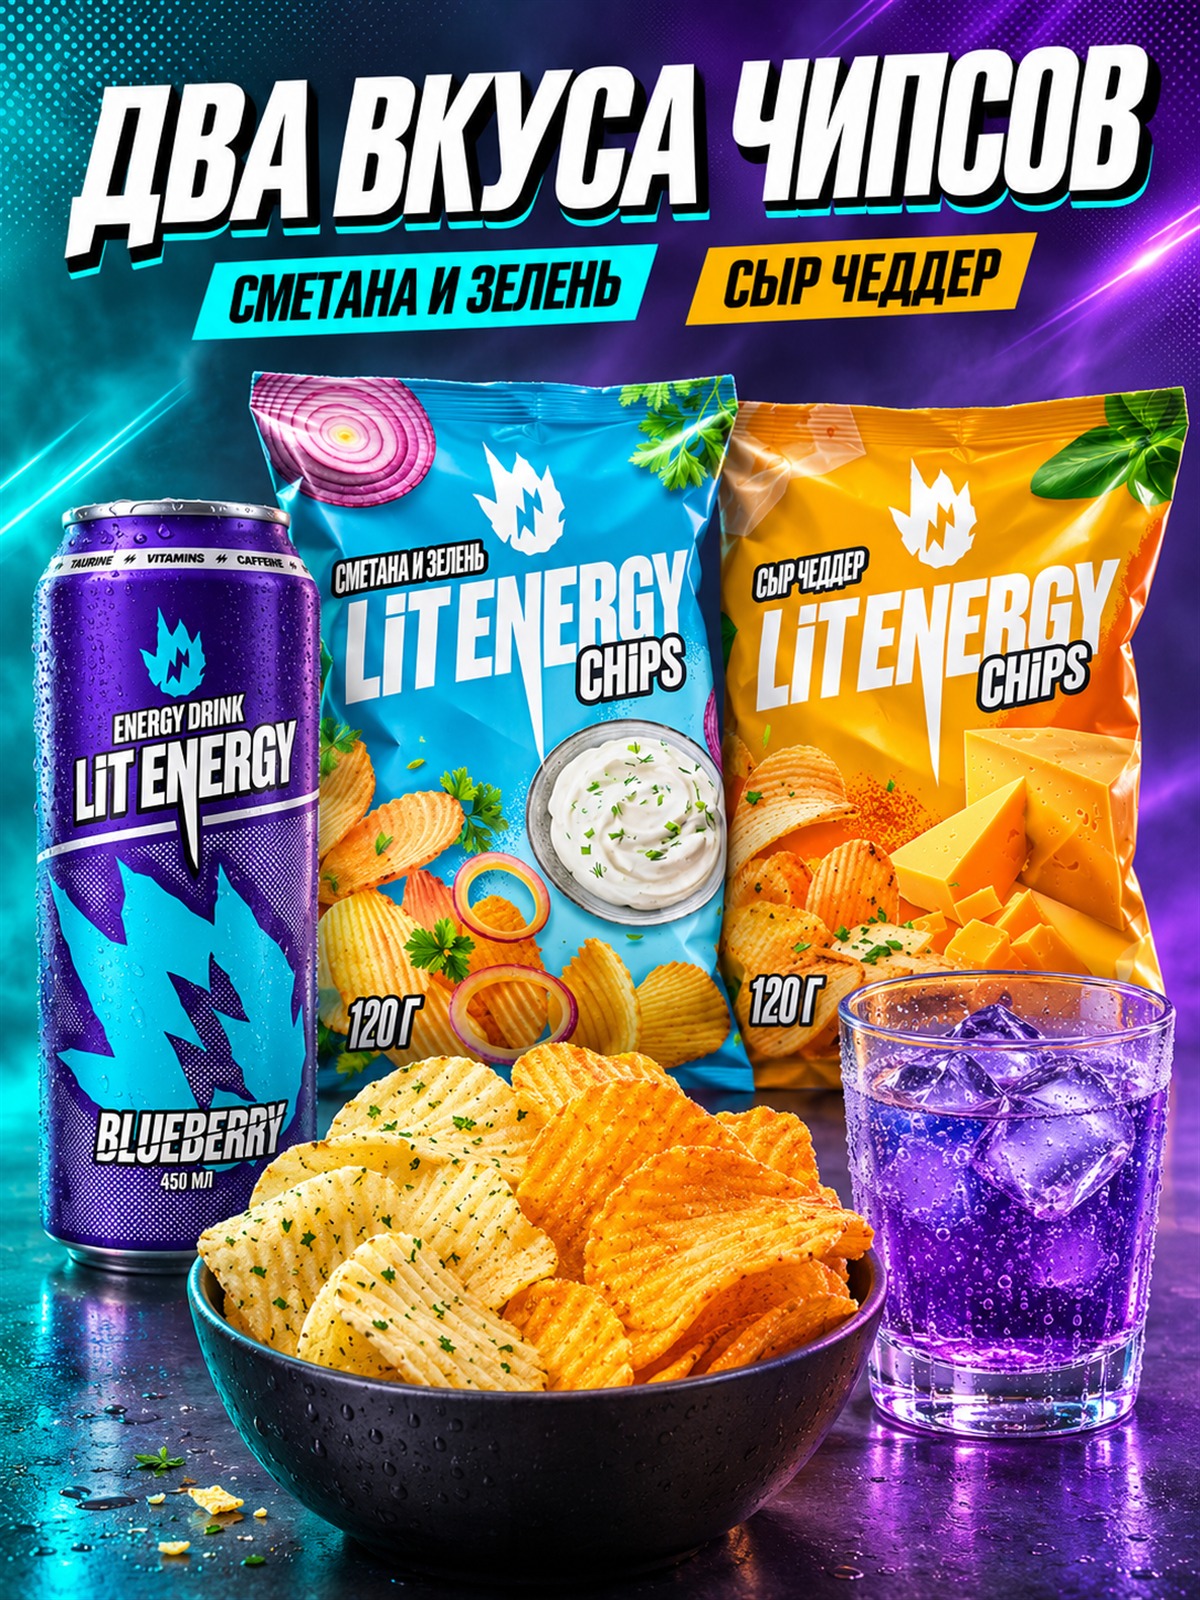 ДВА ВКУСА ЧИПСОВ
СМЕТАНА И ЗЕЛЕНЬ
СЫР ЧЕДДЕР
TAURINE VITAMINS CAFFEINE
ENERGY DRINK
LiT ENERGY
BLUEBERRY
450 МЛ
СМЕТАНА И ЗЕЛЕНЬ
LiTENERGY
CHiPS
120 Г
СЫР ЧЕДДЕР
LiTENERGY
CHiPS
120 Г